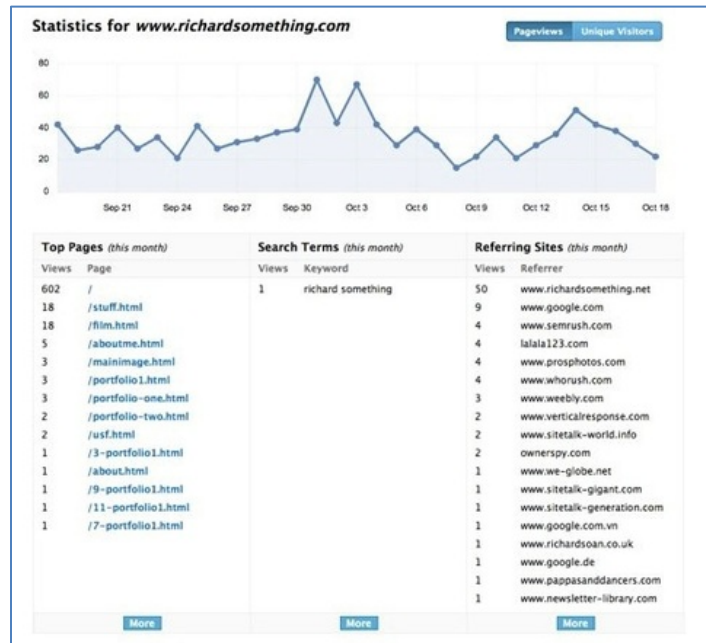 Statistics for www.richardsomething.com
Pageviews Unique Visitors
80
60
40
20
0
Sep 21 Sep 24 Sep 27 Sep 30 Oct 3 Oct 6 Oct 9 Oct 12 Oct 15 Oct 18
Top Pages (this month)
Views Page
602 /
18 /stuff.html
18 /film.html
5 /aboutme.html
3 /mainimage.html
3 /portfolio1.html
3 /portfolio-one.html
2 /portfolio-two.html
2 /usf.html
1 /3-portfolio1.html
1 /about.html
1 /9-portfolio1.html
1 /11-portfolio1.html
1 /7-portfolio1.html
More
Search Terms (this month)
Views Keyword
1 richard something
More
Referring Sites (this month)
Views Referrer
50 www.richardsomething.net
9 www.google.com
4 www.semrush.com
4 lalala123.com
4 www.prosphotos.com
4 www.whorush.com
3 www.weebly.com
2 www.verticalresponse.com
2 www.sitetalk-world.info
2 ownerspy.com
1 www.we-globe.net
1 www.sitetalk-gigant.com
1 www.sitetalk-generation.com
1 www.google.com.vn
1 www.richardsoan.co.uk
1 www.google.de
1 www.pappasanddancers.com
1 www.newsletter-library.com
More